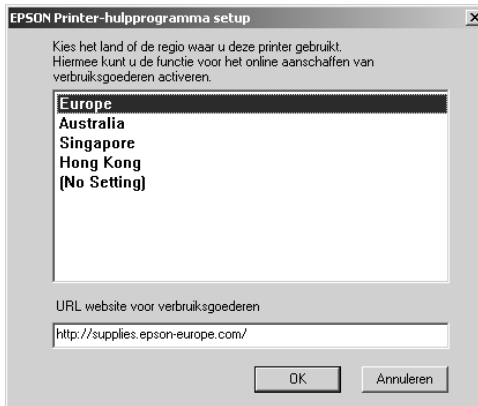 EPSON Printer-hulpprogramma setup
Kies het land of de regio waar u deze printer gebruikt.
Hiermee kunt u de functie voor het online aanschaffen van
verbruiksgoederen activeren.
Europe
Australia
Singapore
Hong Kong
(No Setting)
URL website voor verbruiksgoederen
http://supplies.epson-europe.com/
OK Annuleren